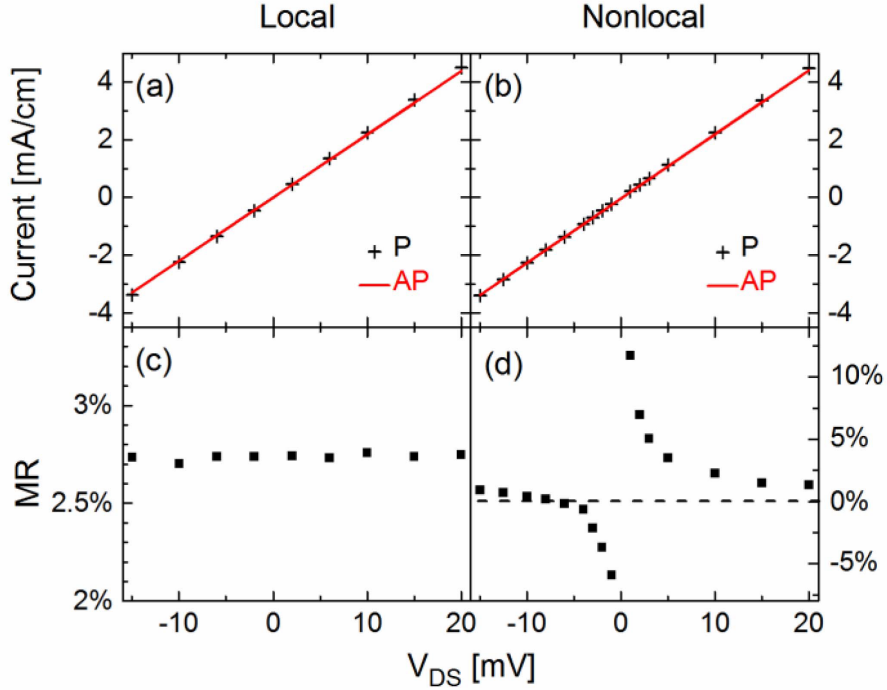 Local
Nonlocal
(a)
(b)
Current [mA/cm]
4
2
0
-2
-4
4
2
0
-2
-4
P
AP
P
AP
(c)
(d)
MR
3%
2.5%
2%
10%
5%
0%
-5%
-10 0 10 20
-10 0 10 20
V_DS [mV]